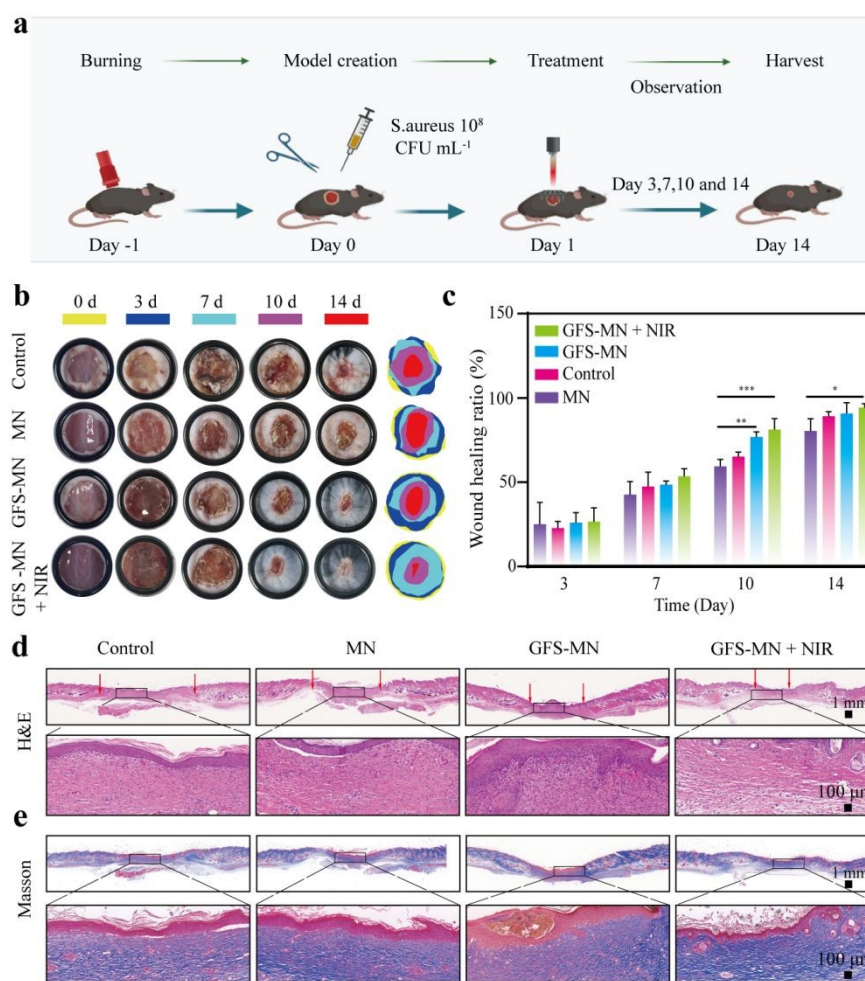 a
Burning Model creation Treatment Harvest
Observation
S.aureus 10⁸
CFU mL⁻¹
Day 3,7,10 and 14
Day -1 Day 0 Day 1 Day 14
b
0 d 3 d 7 d 10 d 14 d
Control
MN
GFS-MN
GFS -MN
+ NIR
c
Wound healing ratio (%)
150
100
50
0
GFS-MN + NIR
GFS-MN
Control
MN
***
**
*
3 7 10 14
Time (Day)
d
Control MN GFS-MN GFS-MN + NIR
H&E
1 mm
100 μm
e
Masson
1 mm
100 μm